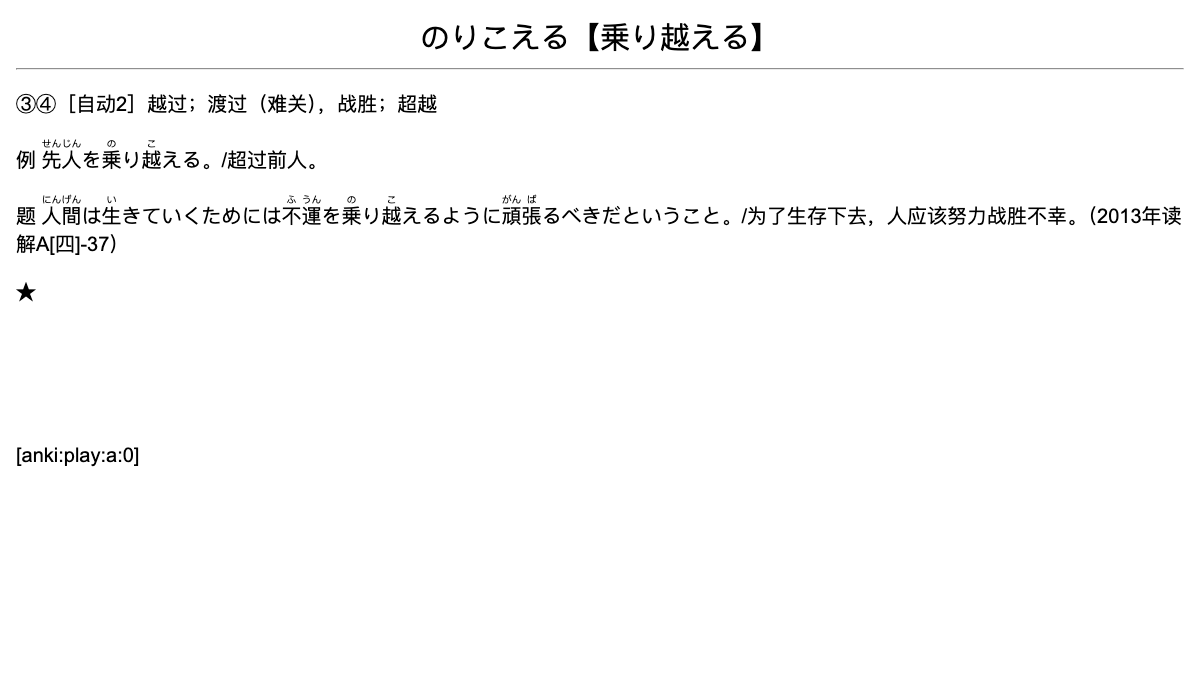 のりこえる【乗り越える】
③④［自动2］越过；渡过（难关），战胜；超越
せんじん の こ
例 先人を乗り越える。/超过前人。
にんげん い ふ うん の こ がん ば
题 人間は生きていくためには不運を乗り越えるように頑張るべきだということ。/为了生存下去，人应该努力战胜不幸。（2013年读
解A[四]-37）
★
[anki:play:a:0]